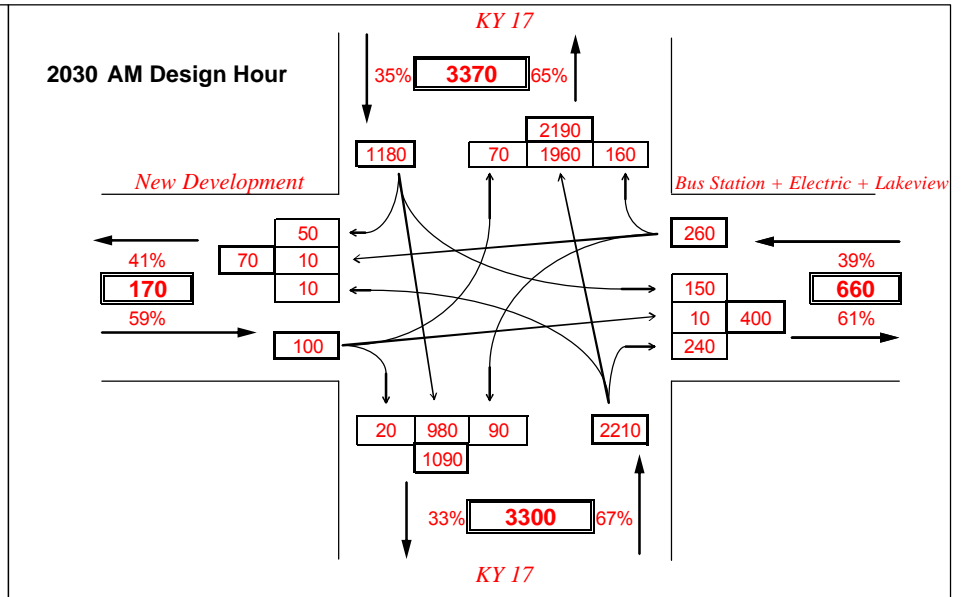 KY 17
2030 AM Design Hour
35% 3370 65%
2190
1180 70 1960 160
New Development
Bus Station + Electric + Lakeview
50
260
41% 70 10
39%
170 10
150 660
59%
10 400 61%
100
240
20 980 90 2210
1090
33% 3300 67%
KY 17